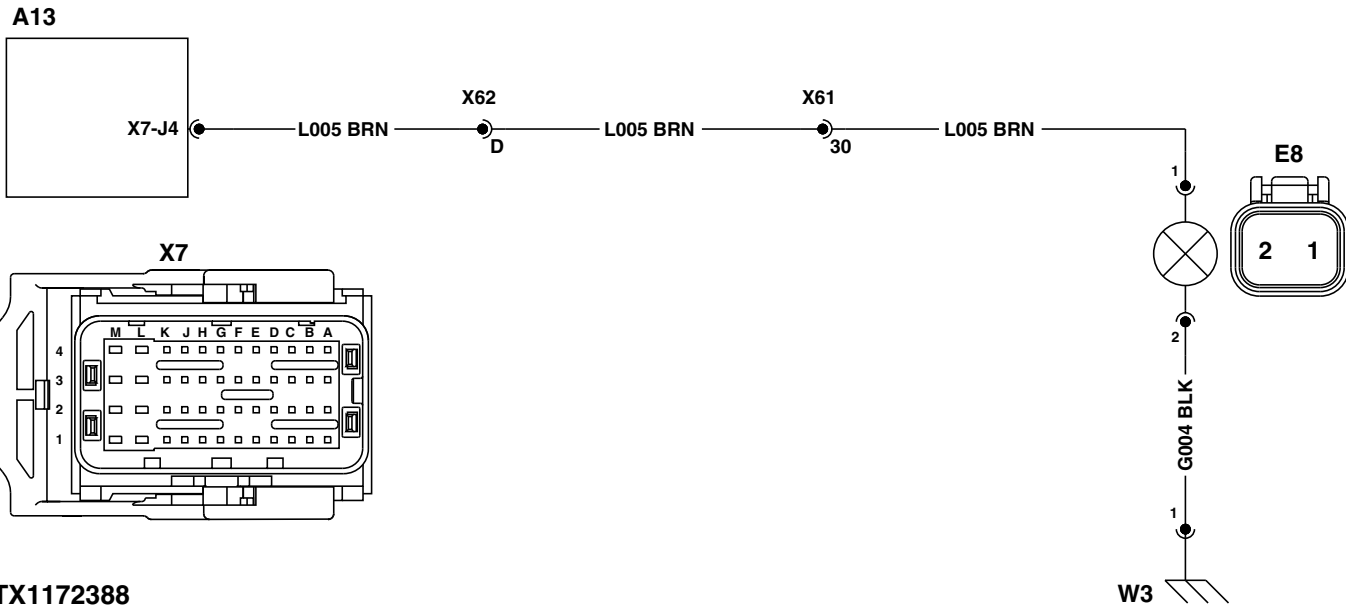 A13
X7-J4
L005 BRN
X62
D
L005 BRN
X61
30
L005 BRN
1
E8
2 1
2
G004 BLK
1
W3
X7
M L K J H G F E D C B A
4
3
2
1
TX1172388